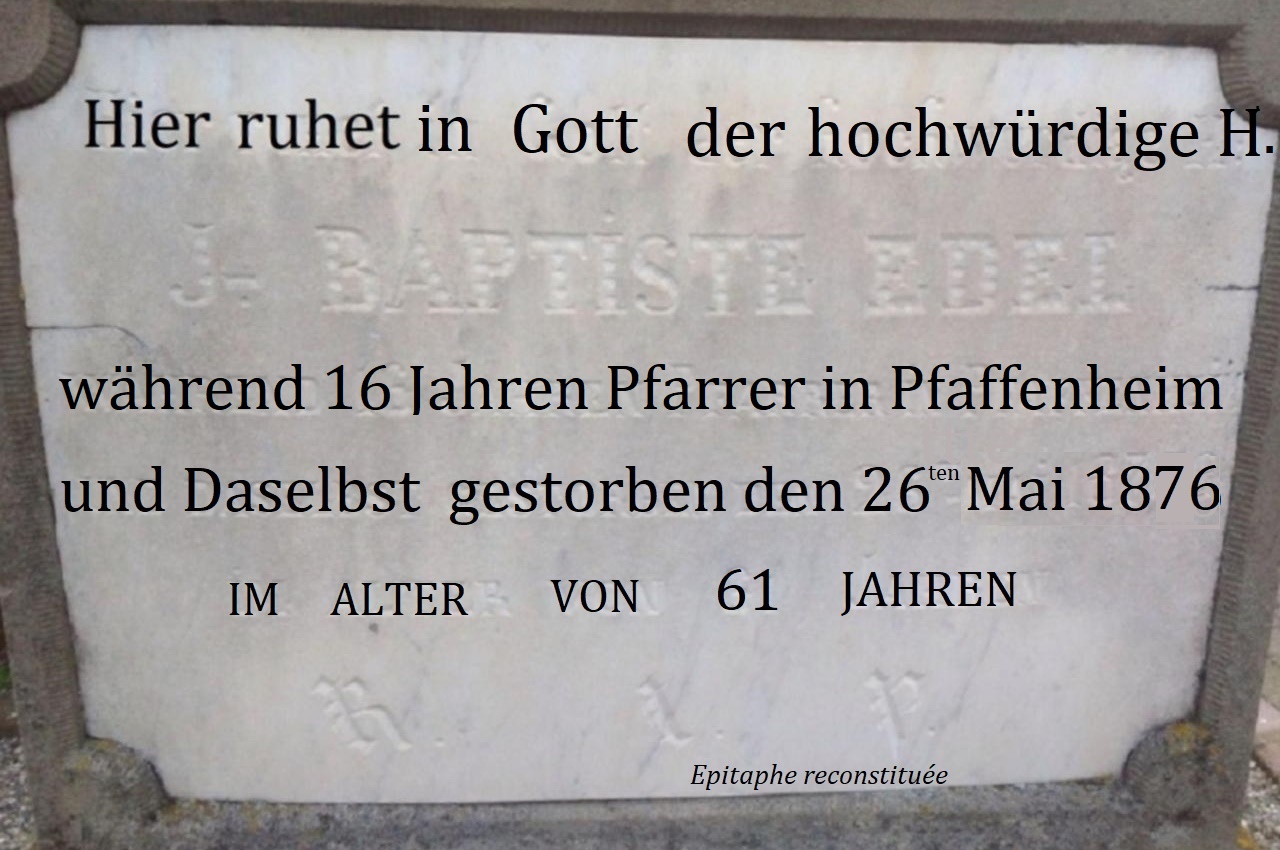 Hier ruhet in Gott der hochwürdige H.
J- BAPTISTE EDEL
während 16 Jahren Pfarrer in Pfaffenheim
und Daselbst gestorben den 26ten Mai 1876
IM ALTER VON 61 JAHREN
R. I. P.
Epitaphe reconstituée